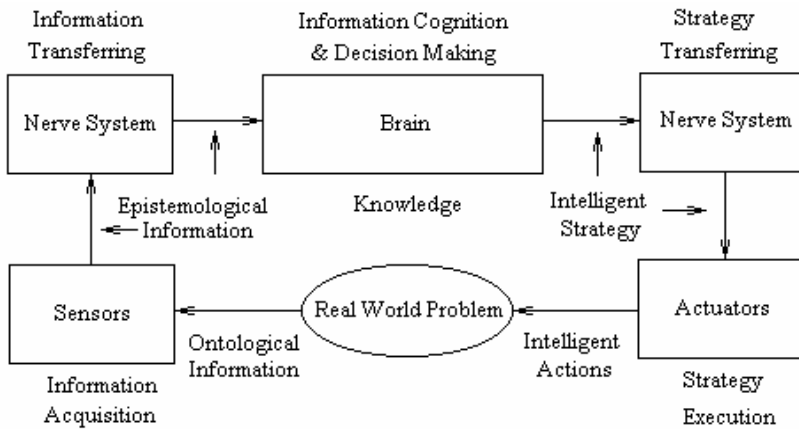 Information
Transferring
Information Cognition
& Decision Making
Strategy
Transferring
Nerve System
Brain
Nerve System
Epistemological
Information
Knowledge
Intelligent
Strategy
Sensors
Real World Problem
Actuators
Ontological
Information
Intelligent
Actions
Information
Acquisition
Strategy
Execution